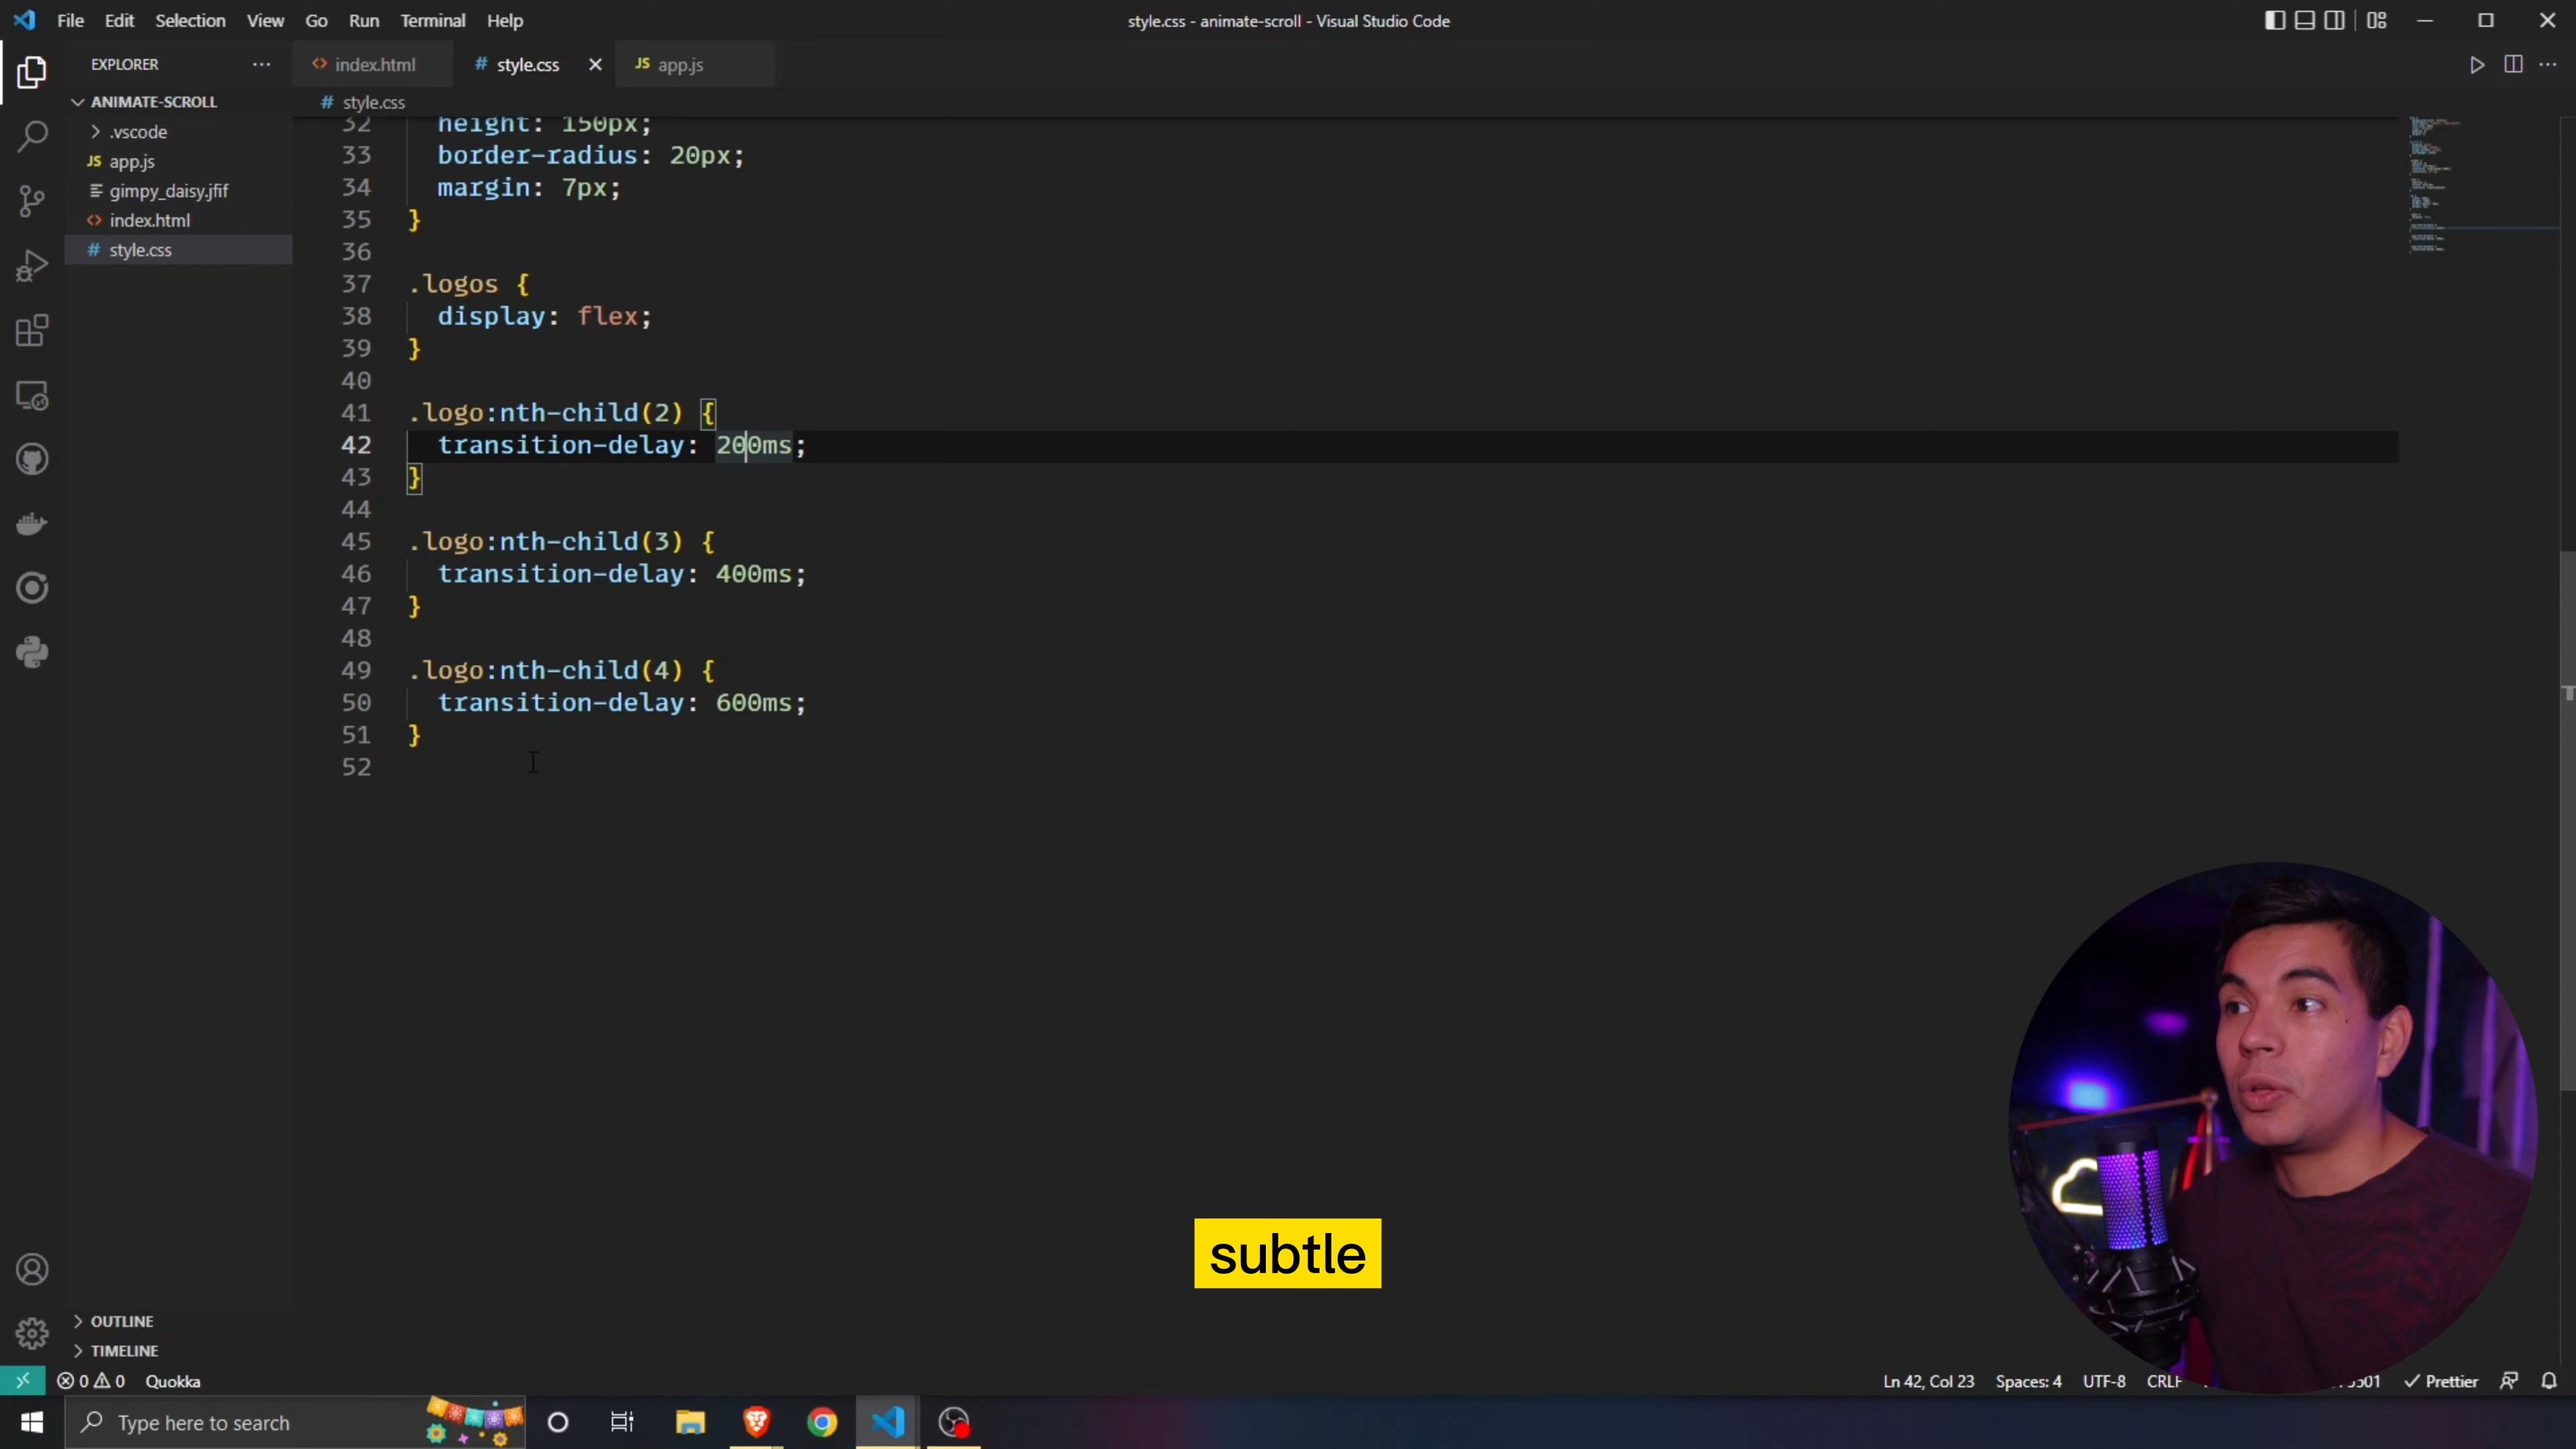 File Edit Selection View Go Run Terminal Help
style.css - animate-scroll - Visual Studio Code
EXPLORER
index.html
# style.css
JS app.js
ANIMATE-SCROLL
# style.css
.vscode
JS app.js
gimpy_daisy.jfif
index.html
# style.css
32 height: 150px;
33 border-radius: 20px;
34 margin: 7px;
35 }
36
37 .logos {
38 display: flex;
39 }
40
41 .logo:nth-child(2) {
42 transition-delay: 200ms;
43 }
44
45 .logo:nth-child(3) {
46 transition-delay: 400ms;
47 }
48
49 .logo:nth-child(4) {
50 transition-delay: 600ms;
51 }
52
subtle
OUTLINE
TIMELINE
0 0 Quokka
Ln 42, Col 23 Spaces: 4 UTF-8 CRLF Prettier
Type here to search